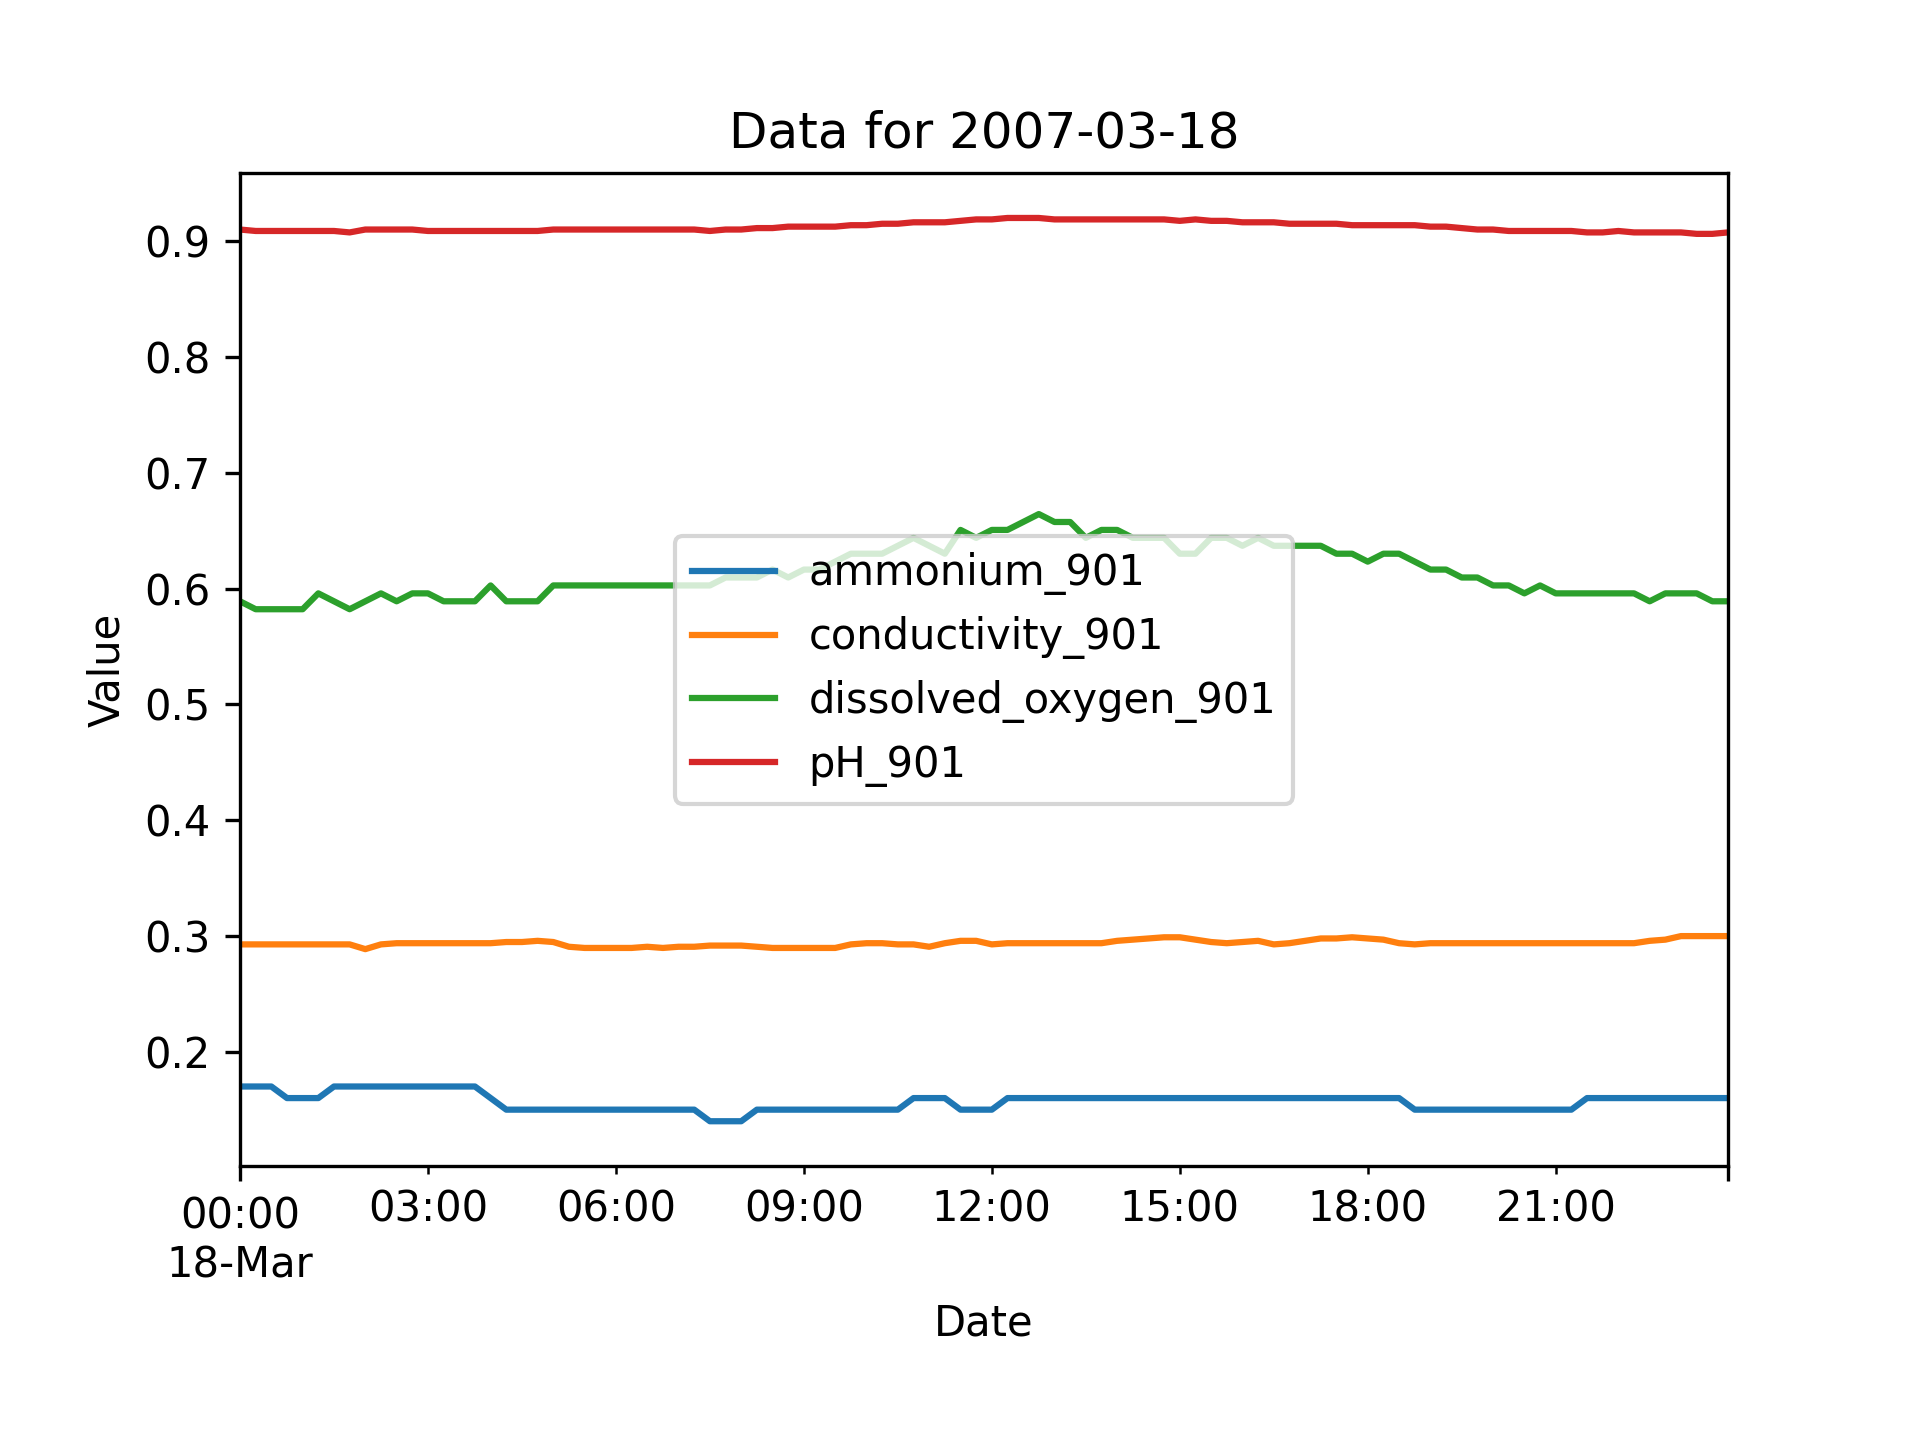 Data for 2007-03-18
Value
0.9
0.8
0.7
0.6
0.5
0.4
0.3
0.2
ammonium_901
conductivity_901
dissolved_oxygen_901
pH_901
00:00 03:00 06:00 09:00 12:00 15:00 18:00 21:00
18-Mar
Date